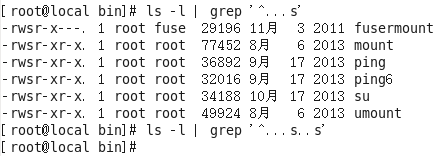 [root@local bin]# ls -l | grep '^...s'
-rwsr-x---. 1 root fuse 29196 11月 3 2011 fusermount
-rwsr-xr-x. 1 root root 77452 8月 6 2013 mount
-rwsr-xr-x. 1 root root 36892 9月 17 2013 ping
-rwsr-xr-x. 1 root root 32016 9月 17 2013 ping6
-rwsr-xr-x. 1 root root 34188 10月 17 2013 su
-rwsr-xr-x. 1 root root 49924 8月 6 2013 umount
[root@local bin]# ls -l | grep '^...s..s'
[root@local bin]#